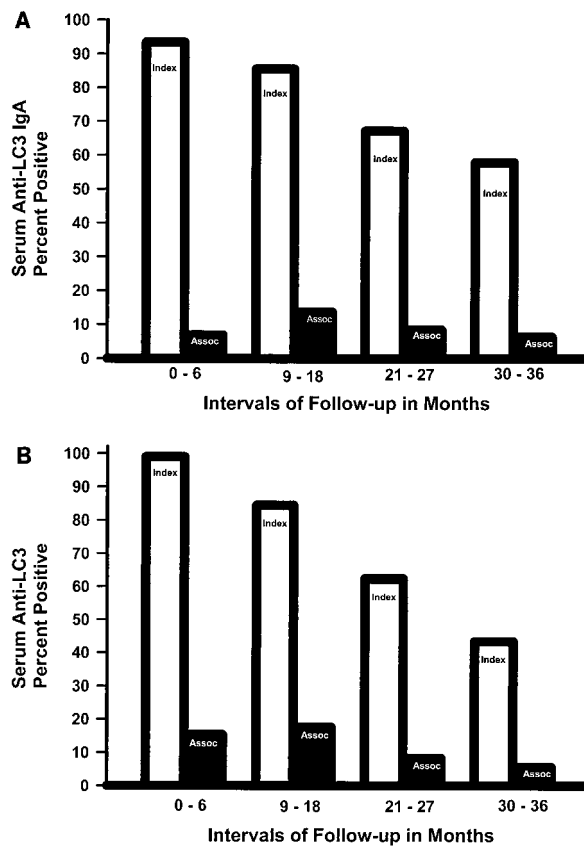 A
Serum Anti-LC3 IgA
Percent Positive
100
90
80
70
60
50
40
30
20
10
0
Index
Assoc
Index
Assoc
Index
Assoc
Index
Assoc
0 - 6
9 - 18
21 - 27
30 - 36
Intervals of Follow-up in Months
B
Serum Anti-LC3
Percent Positive
100
90
80
70
60
50
40
30
20
10
0
Index
Assoc
Index
Assoc
Index
Assoc
Index
Assoc
0 - 6
9 - 18
21 - 27
30 - 36
Intervals of Follow-up in Months